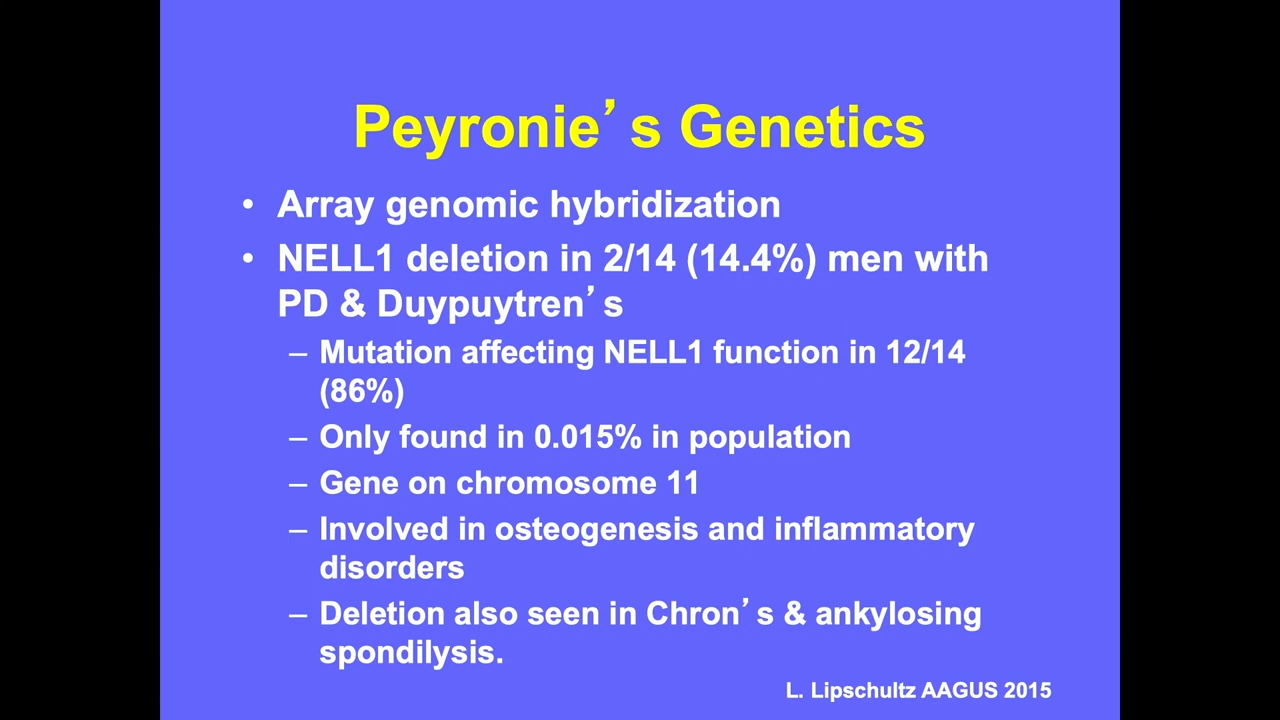 Peyronie’s Genetics
• Array genomic hybridization
• NELL1 deletion in 2/14 (14.4%) men with
PD & Duypuytren’s
– Mutation affecting NELL1 function in 12/14
(86%)
– Only found in 0.015% in population
– Gene on chromosome 11
– Involved in osteogenesis and inflammatory
disorders
– Deletion also seen in Chron’s & ankylosing
spondilysis.
L. Lipschultz AAGUS 2015